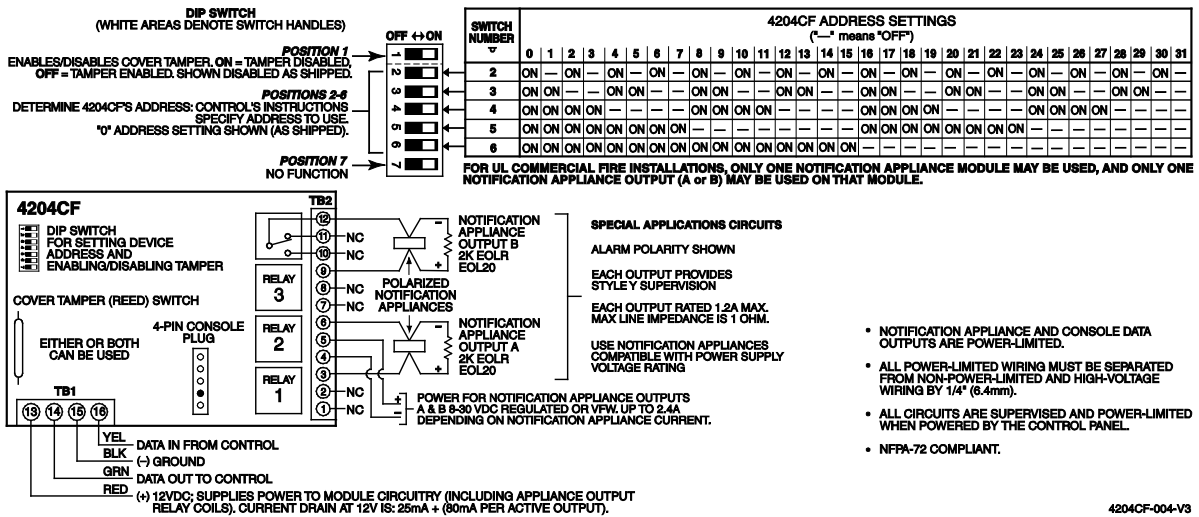 DIP SWITCH
(WHITE AREAS DENOTE SWITCH HANDLES)
OFF ↔ ON
POSITION 1
ENABLES/DISABLES COVER TAMPER. ON = TAMPER DISABLED,
OFF = TAMPER ENABLED. SHOWN DISABLED AS SHIPPED.
POSITIONS 2-6
DETERMINE 4204CF'S ADDRESS: CONTROL'S INSTRUCTIONS
SPECIFY ADDRESS TO USE.
"0" ADDRESS SETTING SHOWN (AS SHIPPED).
POSITION 7
NO FUNCTION
1
2
3
4
5
6
7
SWITCH
NUMBER
4204CF ADDRESS SETTINGS
("—" means "OFF")
0 1 2 3 4 5 6 7 8 9 10 11 12 13 14 15 16 17 18 19 20 21 22 23 24 25 26 27 28 29 30 31
2 ON — ON — ON — ON — ON — ON — ON — ON — ON — ON — ON — ON — ON — ON — ON — ON —
3 ON ON — — ON ON — — ON ON — — ON ON — — ON ON — — ON ON — — ON ON — — ON ON — —
4 ON ON ON ON — — — — ON ON ON ON — — — — ON ON ON ON — — — — ON ON ON ON — — — —
5 ON ON ON ON ON ON ON ON — — — — — — — — ON ON ON ON ON ON ON ON — — — — — — — —
6 ON ON ON ON ON ON ON ON ON ON ON ON ON ON ON ON — — — — — — — — — — — — — — — —
FOR UL COMMERCIAL FIRE INSTALLATIONS, ONLY ONE NOTIFICATION APPLIANCE MODULE MAY BE USED, AND ONLY ONE
NOTIFICATION APPLIANCE OUTPUT (A or B) MAY BE USED ON THAT MODULE.
4204CF
DIP SWITCH
FOR SETTING DEVICE
ADDRESS AND
ENABLING/DISABLING TAMPER
COVER TAMPER (REED) SWITCH
EITHER OR BOTH
CAN BE USED
4-PIN CONSOLE
PLUG
RELAY
3
RELAY
2
RELAY
1
TB2
12
11 NC
10 NC
9
8 NC
7 NC
6
5
4
3
2 NC
1 NC
TB1
13 14 15 16
YEL DATA IN FROM CONTROL
BLK (–) GROUND
GRN DATA OUT TO CONTROL
RED (+) 12VDC; SUPPLIES POWER TO MODULE CIRCUITRY (INCLUDING APPLIANCE OUTPUT
RELAY COILS). CURRENT DRAIN AT 12V IS: 25mA + (80mA PER ACTIVE OUTPUT).
–
+
NOTIFICATION
APPLIANCE
OUTPUT B
2K EOLR
EOL20
POLARIZED
NOTIFICATION
APPLIANCES
–
+
NOTIFICATION
APPLIANCE
OUTPUT A
2K EOLR
EOL20
+
–
POWER FOR NOTIFICATION APPLIANCE OUTPUTS
A & B 8-30 VDC REGULATED OR VFW. UP TO 2.4A
DEPENDING ON NOTIFICATION APPLIANCE CURRENT.
SPECIAL APPLICATIONS CIRCUITS
ALARM POLARITY SHOWN
EACH OUTPUT PROVIDES
STYLE Y SUPERVISION
EACH OUTPUT RATED 1.2A MAX.
MAX LINE IMPEDANCE IS 1 OHM.
USE NOTIFICATION APPLIANCES
COMPATIBLE WITH POWER SUPPLY
VOLTAGE RATING
• NOTIFICATION APPLIANCE AND CONSOLE DATA
OUTPUTS ARE POWER-LIMITED.
• ALL POWER-LIMITED WIRING MUST BE SEPARATED
FROM NON-POWER-LIMITED AND HIGH-VOLTAGE
WIRING BY 1/4" (6.4mm).
• ALL CIRCUITS ARE SUPERVISED AND POWER-LIMITED
WHEN POWERED BY THE CONTROL PANEL.
• NFPA-72 COMPLIANT.
4204CF-004-V3